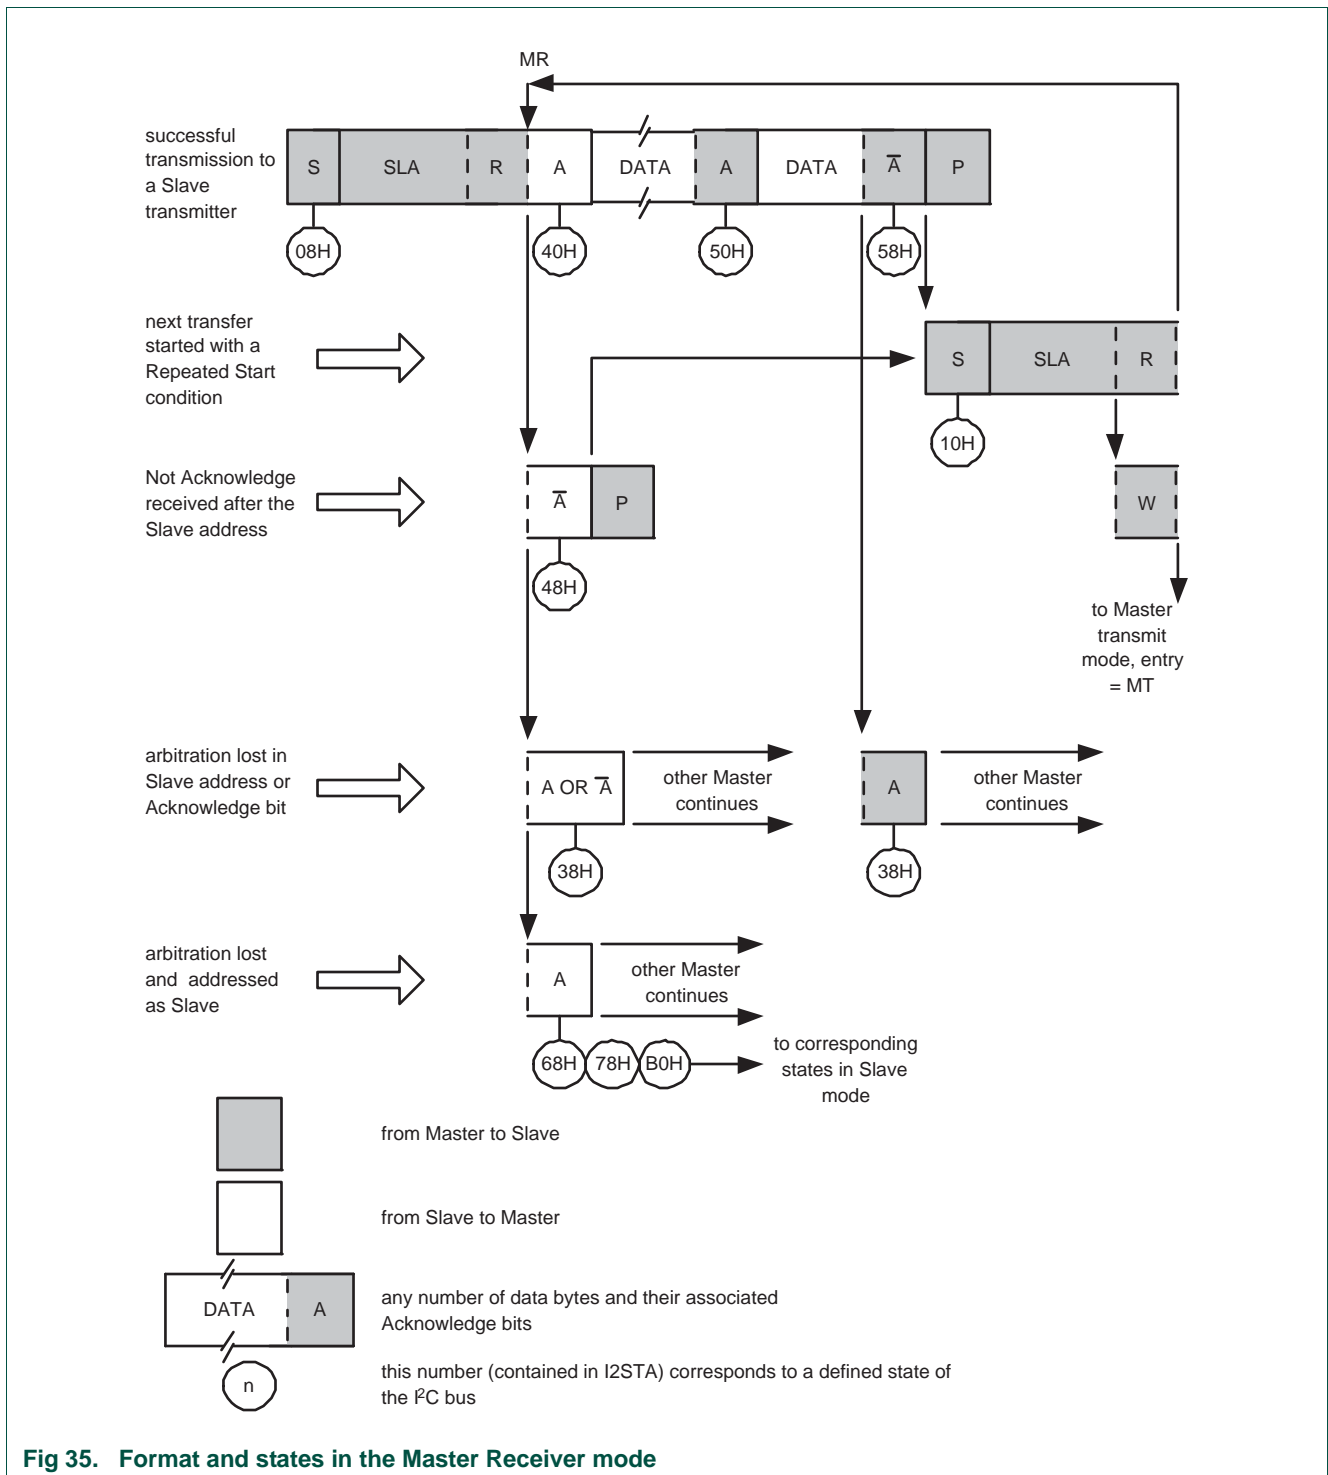 MR
successful
transmission to
a Slave
transmitter
S SLA R A DATA A DATA A̅ P
08H 40H 50H 58H
next transfer
started with a
Repeated Start
condition
S SLA R
10H
Not Acknowledge
received after the
Slave address
A̅ P
W
48H
to Master
transmit
mode, entry
= MT
arbitration lost in
Slave address or
Acknowledge bit
A OR A̅
other Master
continues
A
other Master
continues
38H 38H
arbitration lost
and addressed
as Slave
A
other Master
continues
68H 78H B0H
to corresponding
states in Slave
mode
from Master to Slave
from Slave to Master
DATA A
any number of data bytes and their associated
Acknowledge bits
n
this number (contained in I2STA) corresponds to a defined state of
the I²C bus
Fig 35. Format and states in the Master Receiver mode